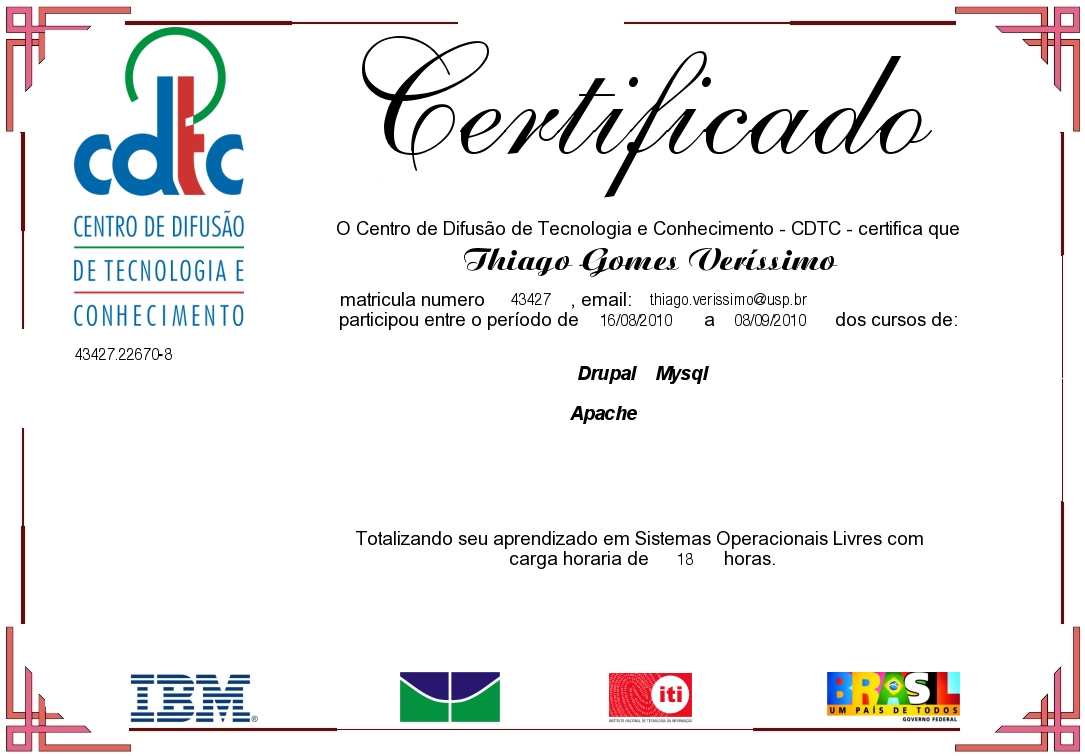 cdtc
CENTRO DE DIFUSÃO
DE TECNOLOGIA E
CONHECIMENTO
43427.22670-8
Certificado
O Centro de Difusão de Tecnologia e Conhecimento - CDTC - certifica que
Thiago Gomes Veríssimo
matricula numero 43427 , email: thiago.verissimo@usp.br
participou entre o período de 16/08/2010 a 08/09/2010 dos cursos de:
Drupal Mysql
Apache
Totalizando seu aprendizado em Sistemas Operacionais Livres com
carga horaria de 18 horas.
IBM®
iti
INSTITUTO NACIONAL DE TECNOLOGIA DA INFORMAÇÃO
BRASIL
UM PAÍS DE TODOS
GOVERNO FEDERAL